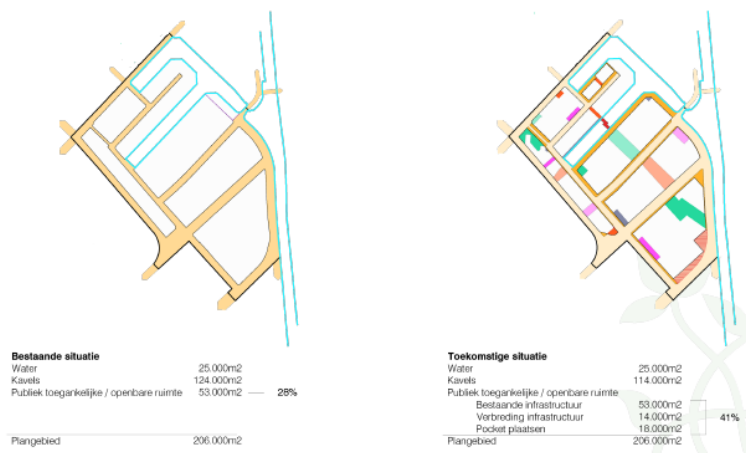 Bestaande situatie
Water 25.000m2
Kavels 124.000m2
Publiek toegankelijke / openbare ruimte 53.000m2 28%
Plangebied 206.000m2
Toekomstige situatie
Water 25.000m2
Kavels 114.000m2
Publiek toegankelijke / openbare ruimte
Bestaande infrastructuur 53.000m2
Verbreding infrastructuur 14.000m2 41%
Pocket plaatsen 18.000m2
Plangebied 206.000m2